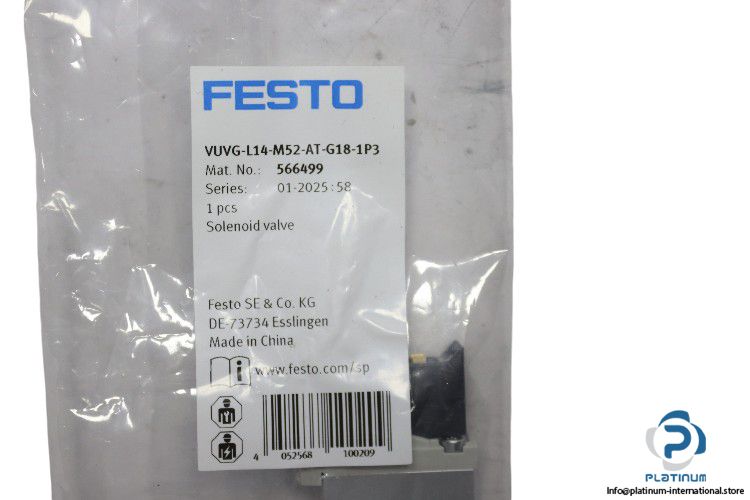 FESTO
VUVG-L14-M52-AT-G18-1P3
Mat. No.: 566499
Series: 01-2025:58
1 pcs
Solenoid valve
Festo SE & Co. KG
DE-73734 Esslingen
Made in China
www.festo.com/sp
4 052568 100209
PLATINUM
Info@platinum-international.store